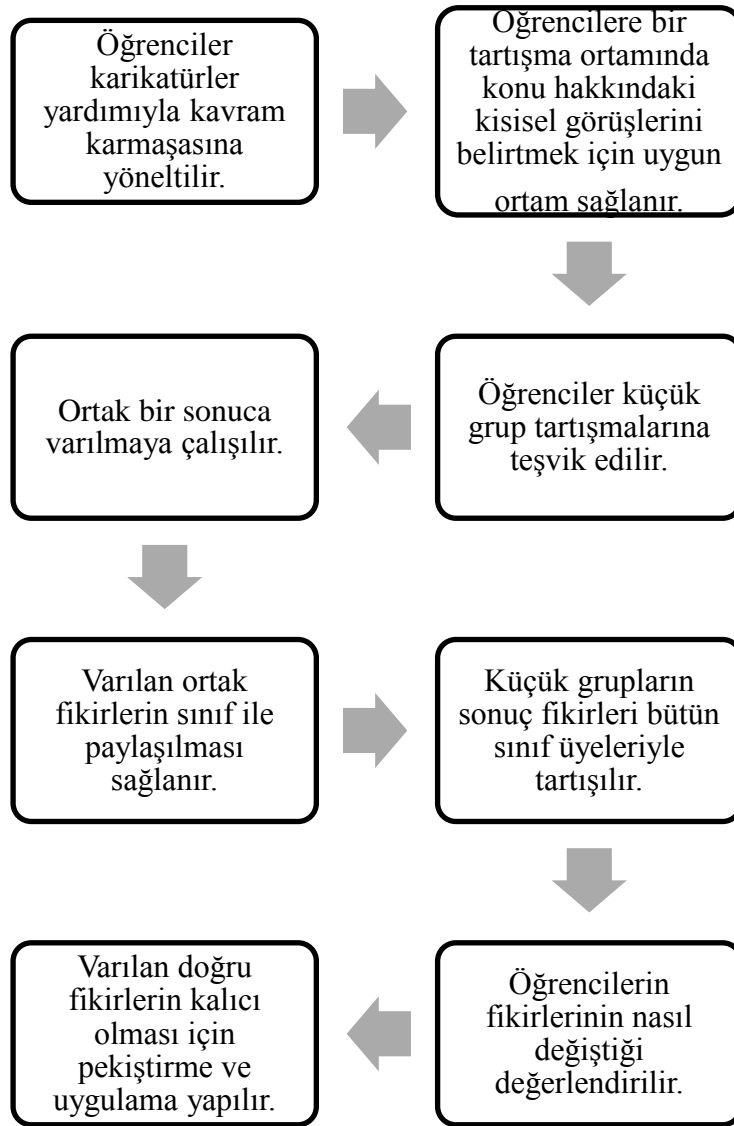 Öğrenciler
karikatürler
yardımıyla kavram
karmaşasına
yöneltilir.
Öğrencilere bir
tartışma ortamında
konu hakkındaki
kisisel görüşlerini
belirtmek için uygun
ortam sağlanır.
Öğrenciler küçük
grup tartışmalarına
teşvik edilir.
Ortak bir sonuca
varılmaya çalışılır.
Varılan ortak
fikirlerin sınıf ile
paylaşılması
sağlanır.
Küçük grupların
sonuç fikirleri bütün
sınıf üyeleriyle
tartışılır.
Öğrencilerin
fikirlerinin nasıl
değiştiği
değerlendirilir.
Varılan doğru
fikirlerin kalıcı
olması için
pekiştirme ve
uygulama yapılır.